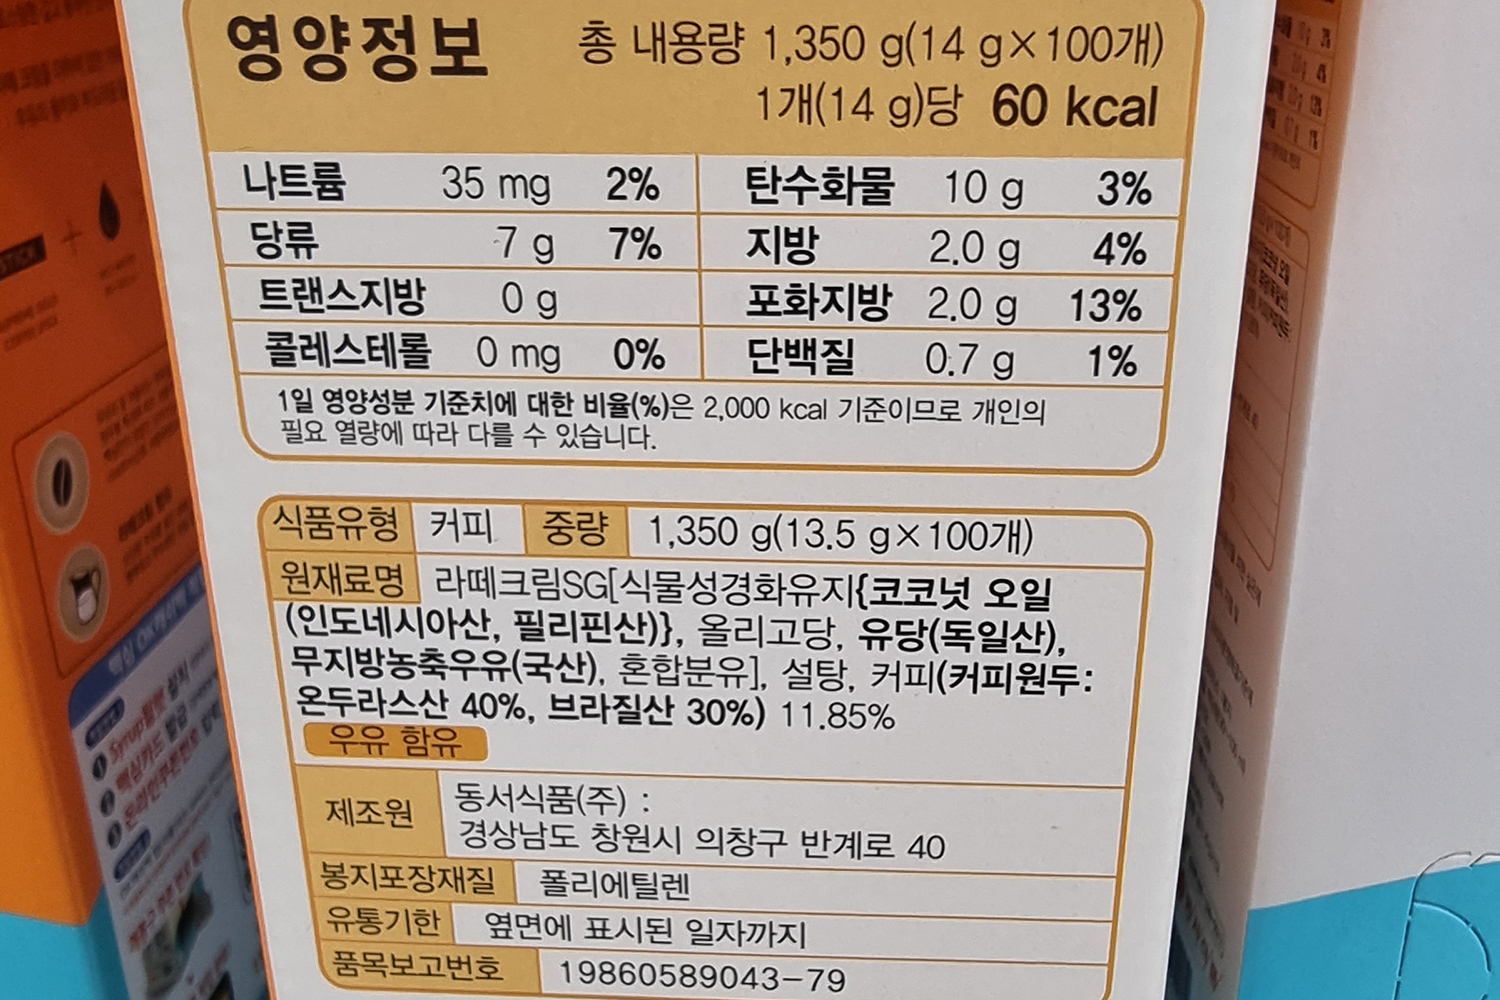 영양정보 총 내용량 1,350 g(14 g×100개)
1개(14 g)당 60 kcal
나트륨 35 mg 2% 탄수화물 10 g 3%
당류 7 g 7% 지방 2.0 g 4%
트랜스지방 0 g 포화지방 2.0 g 13%
콜레스테롤 0 mg 0% 단백질 0.7 g 1%
1일 영양성분 기준치에 대한 비율(%)은 2,000 kcal 기준이므로 개인의
필요 열량에 따라 다를 수 있습니다.
식품유형 커피 중량 1,350 g(13.5 g×100개)
원재료명 라떼크림SG[식물성경화유지{코코넛 오일
(인도네시아산, 필리핀산)}, 올리고당, 유당(독일산),
무지방농축우유(국산), 혼합분유], 설탕, 커피(커피원두:
온두라스산 40%, 브라질산 30%) 11.85%
우유 함유
제조원 동서식품(주) :
경상남도 창원시 의창구 반계로 40
봉지포장재질 폴리에틸렌
유통기한 옆면에 표시된 일자까지
품목보고번호 19860589043-79